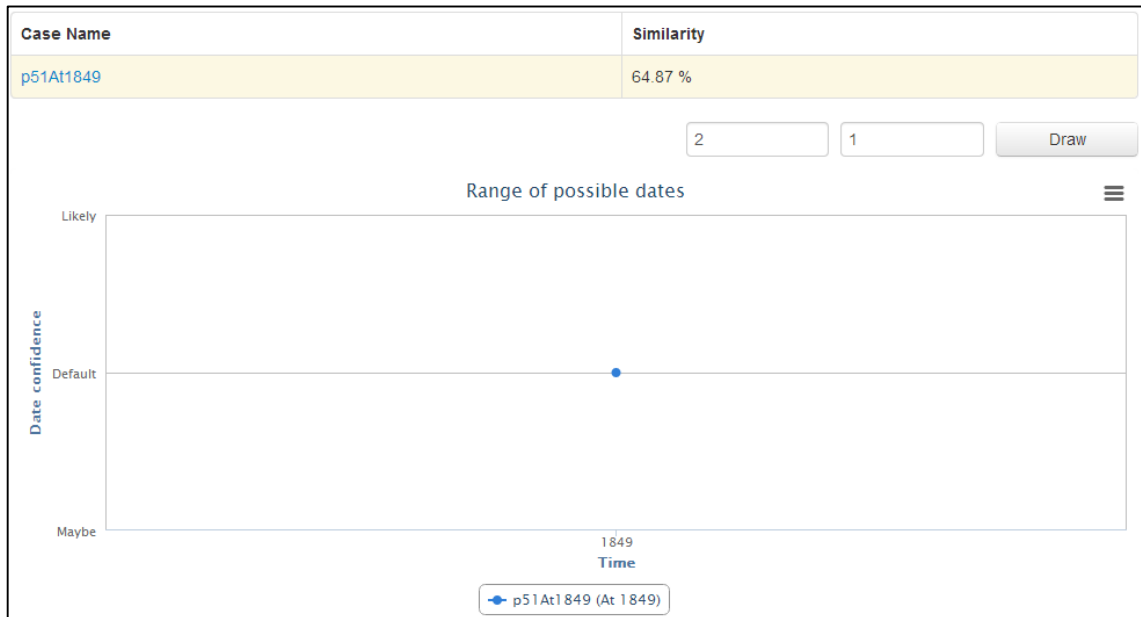 Case Name Similarity
p51At1849 64.87 %
2 1 Draw
Range of possible dates
Likely
Date confidence
Default
Maybe
1849
Time
p51At1849 (At 1849)